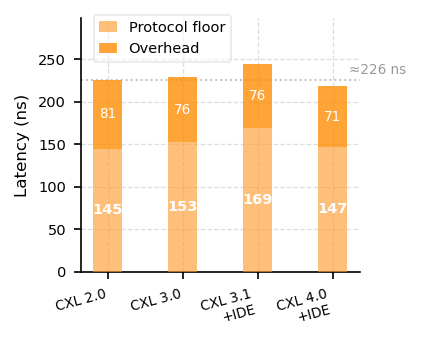 Protocol floor
Overhead
≈226 ns
Latency (ns)
250
200
150
100
50
0
81
76
76
71
145
153
169
147
CXL 2.0
CXL 3.0
CXL 3.1
+IDE
CXL 4.0
+IDE